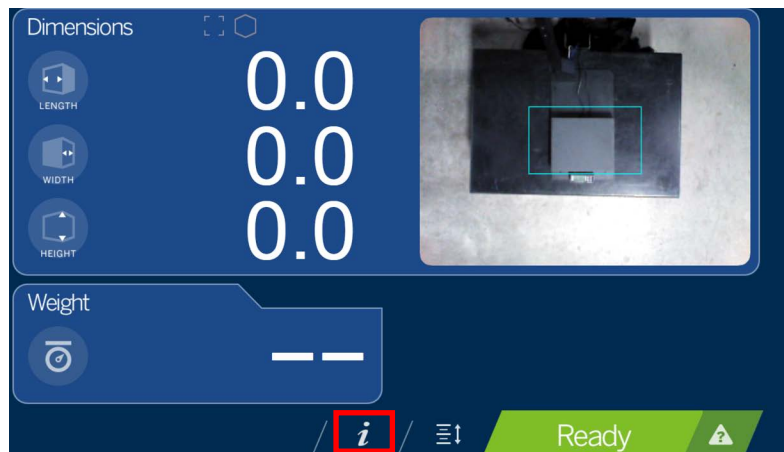 Dimensions
LENGTH 0.0
WIDTH 0.0
HEIGHT 0.0
Weight
— —
i
Ready
?